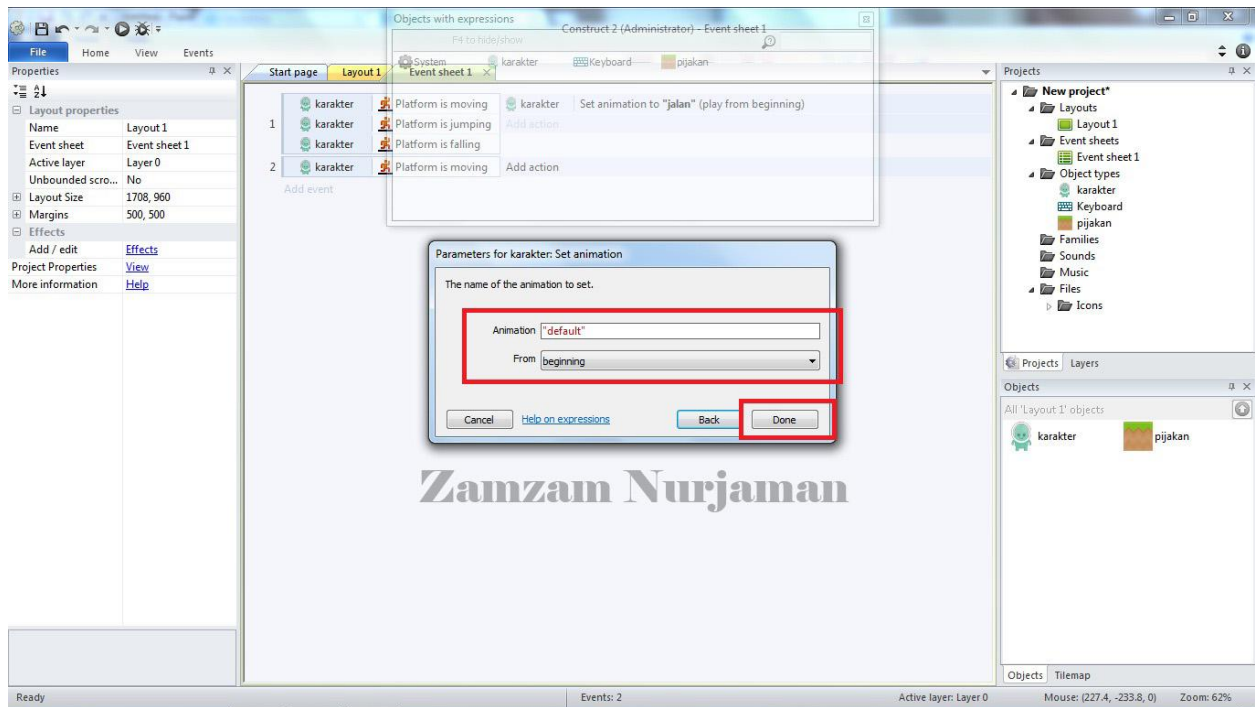 Objects with expressions
Construct 2 (Administrator) - Event sheet 1
F4 to hide/show
File Home View Events
System karakter Keyboard pijakan
Properties
Start page Layout 1 Event sheet 1
Projects
Layout properties
Name Layout 1
Event sheet Event sheet 1
Active layer Layer 0
Unbounded scro... No
Layout Size 1708, 960
Margins 500, 500
Effects
Add / edit Effects
Project Properties View
More information Help
karakter Platform is moving karakter Set animation to "jalan" (play from beginning)
1 karakter Platform is jumping Add action
karakter Platform is falling
2 karakter Platform is moving Add action
Add event
New project*
Layouts
Layout 1
Event sheets
Event sheet 1
Object types
karakter
Keyboard
pijakan
Families
Sounds
Music
Files
Icons
Parameters for karakter: Set animation
The name of the animation to set.
Animation "default"
From beginning
Cancel Help on expressions Back Done
Projects Layers
Objects
All 'Layout 1' objects
karakter pijakan
Zamzam Nurjaman
Objects Tilemap
Ready Events: 2 Active layer: Layer 0 Mouse: (227.4, -233.8, 0) Zoom: 62%